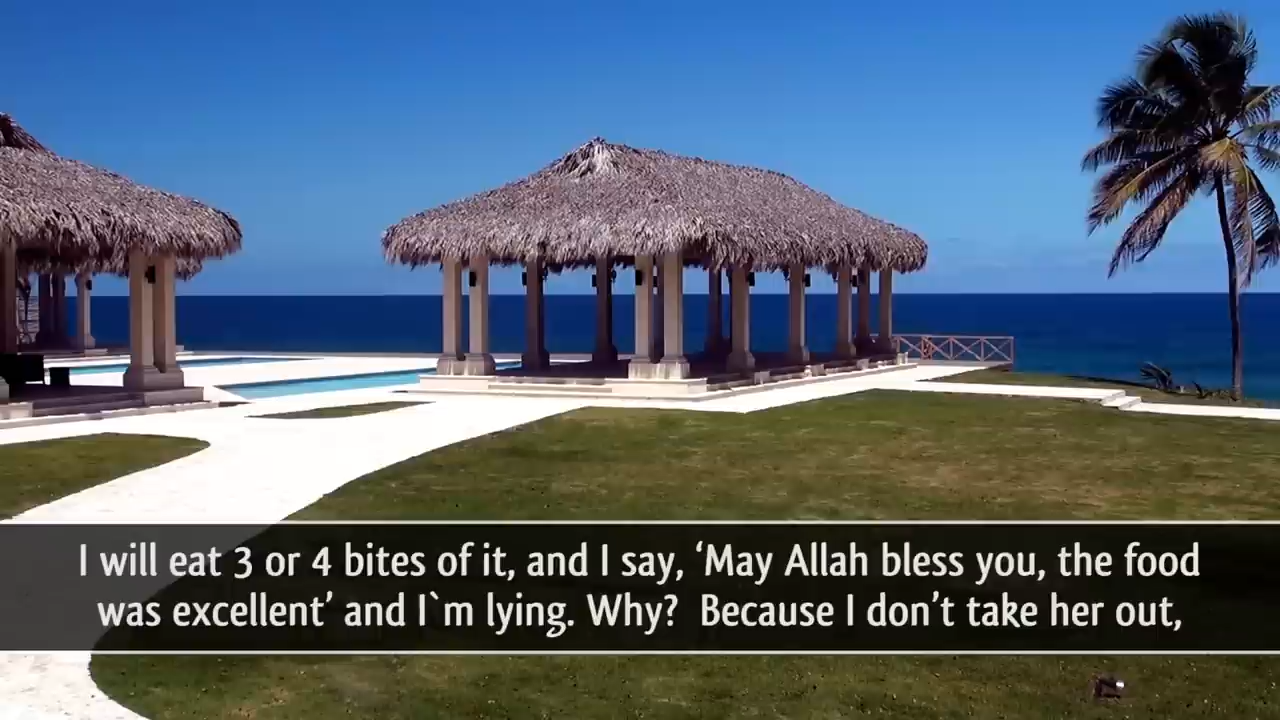 I will eat 3 or 4 bites of it, and I say, ‘May Allah bless you, the food
was excellent’ and I`m lying. Why?  Because I don’t take her out,